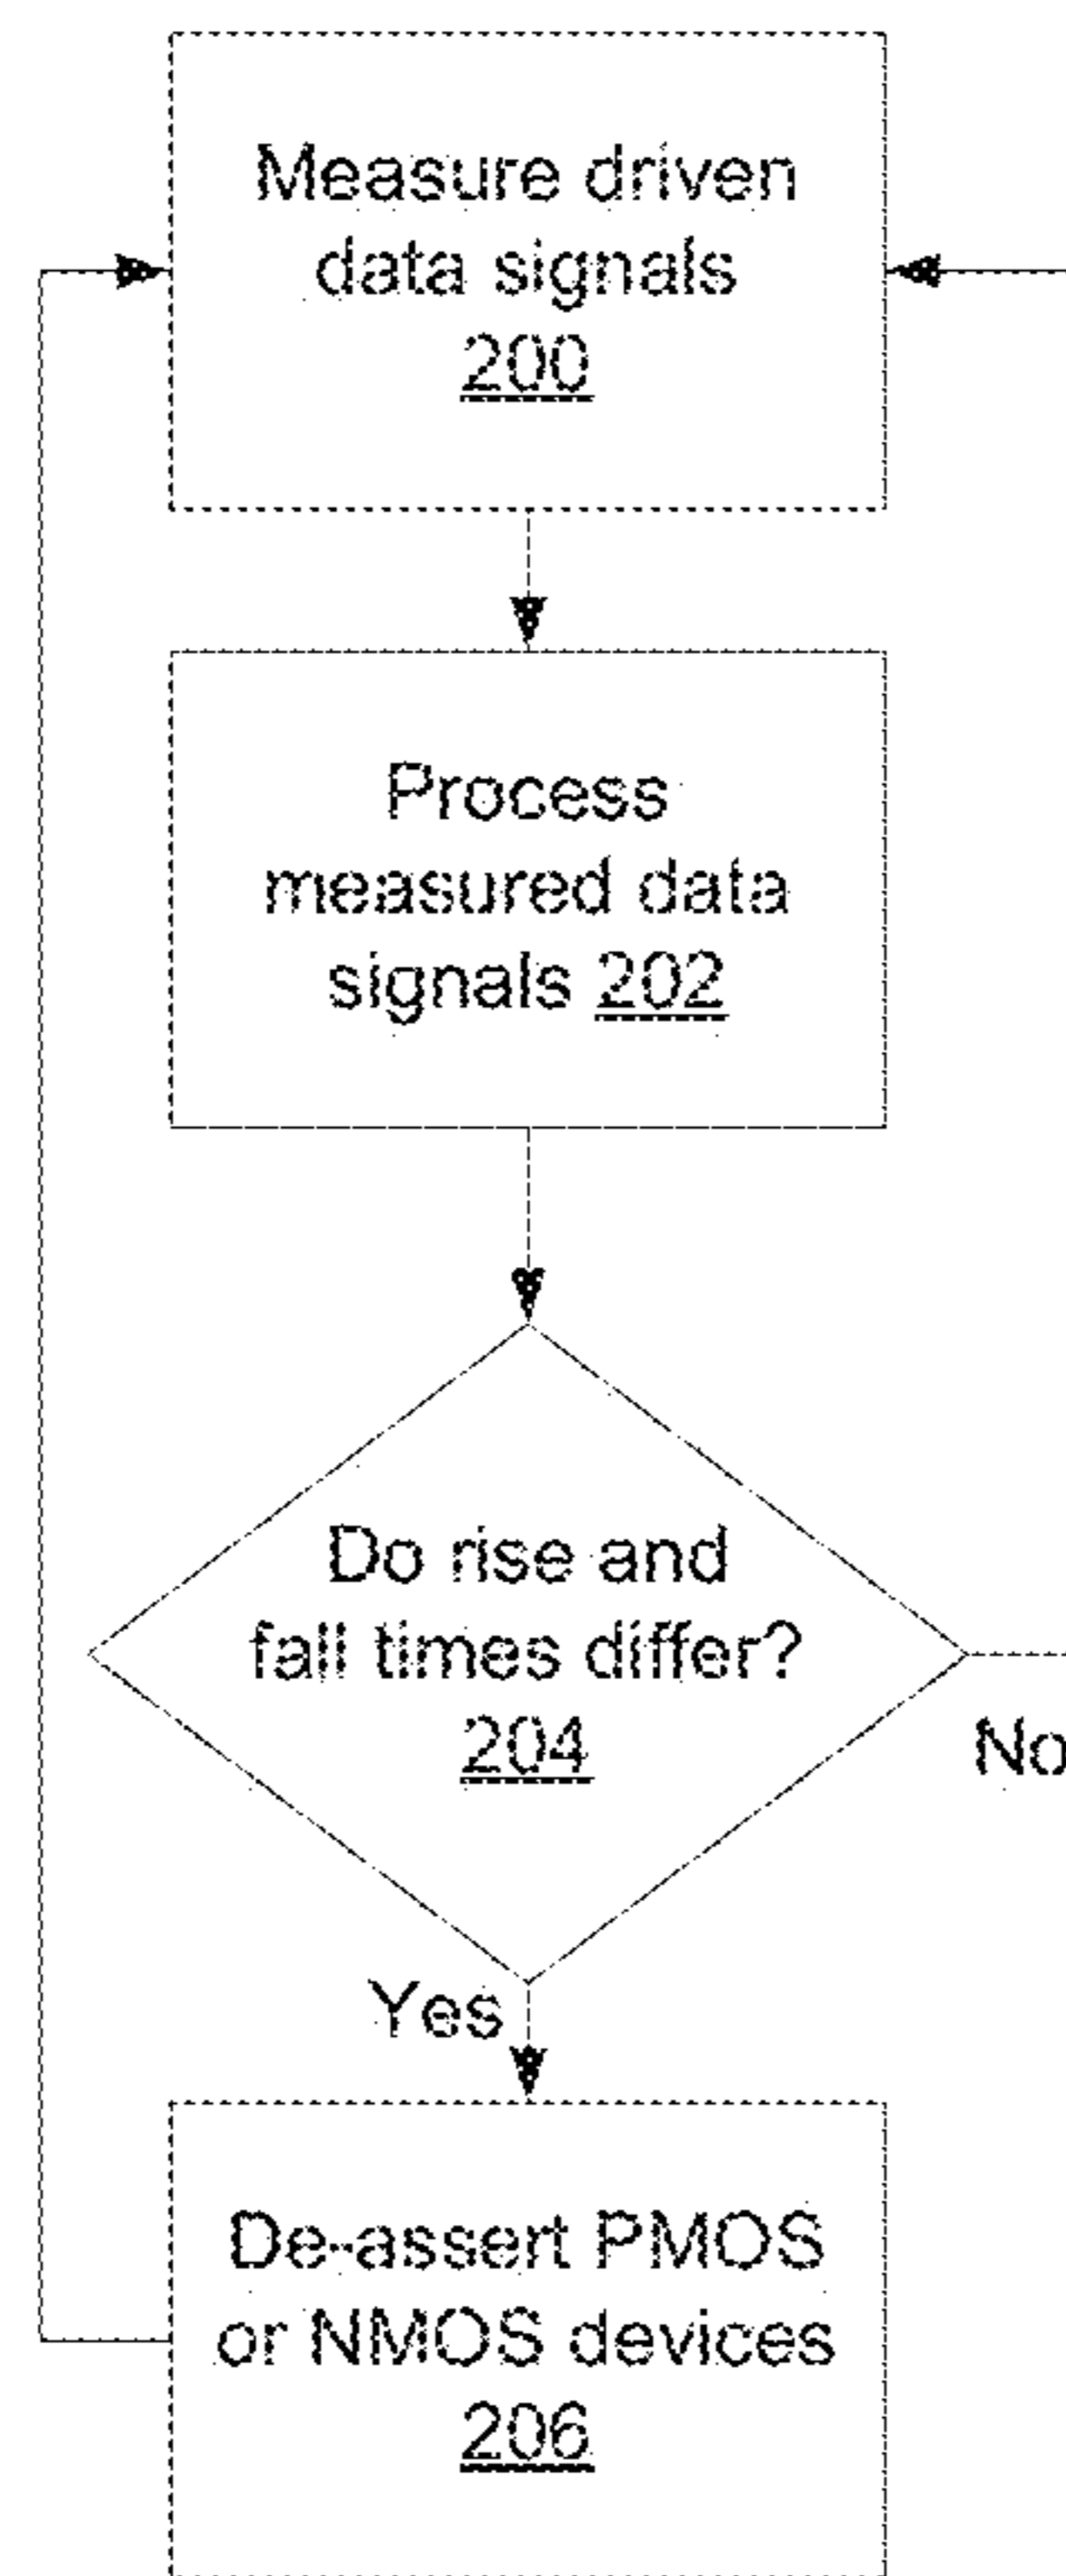 Measure driven
data signals
200
Process
measured data
signals 202
Do rise and
fall times differ?
204
No
Yes
De-assert PMOS
or NMOS devices
206